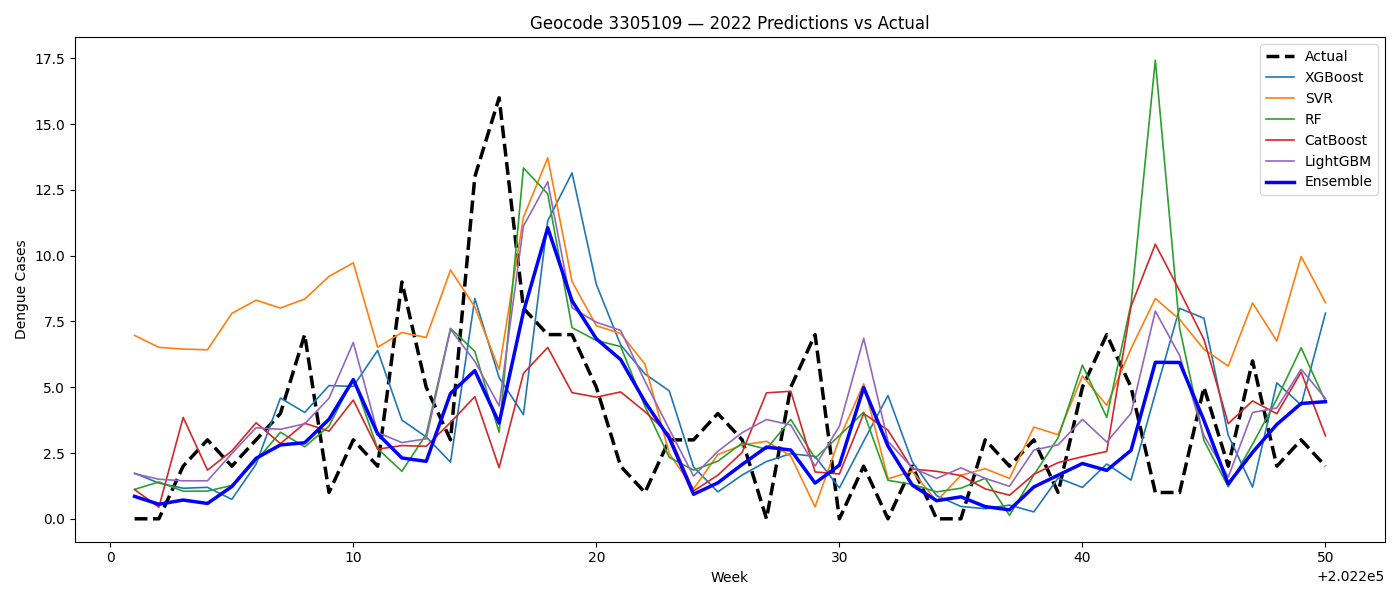 Geocode 3305109 — 2022 Predictions vs Actual
Dengue Cases
17.5
15.0
12.5
10.0
7.5
5.0
2.5
0.0
Actual
XGBoost
SVR
RF
CatBoost
LightGBM
Ensemble
0 10 20 30 40 50
+2.022e5
Week